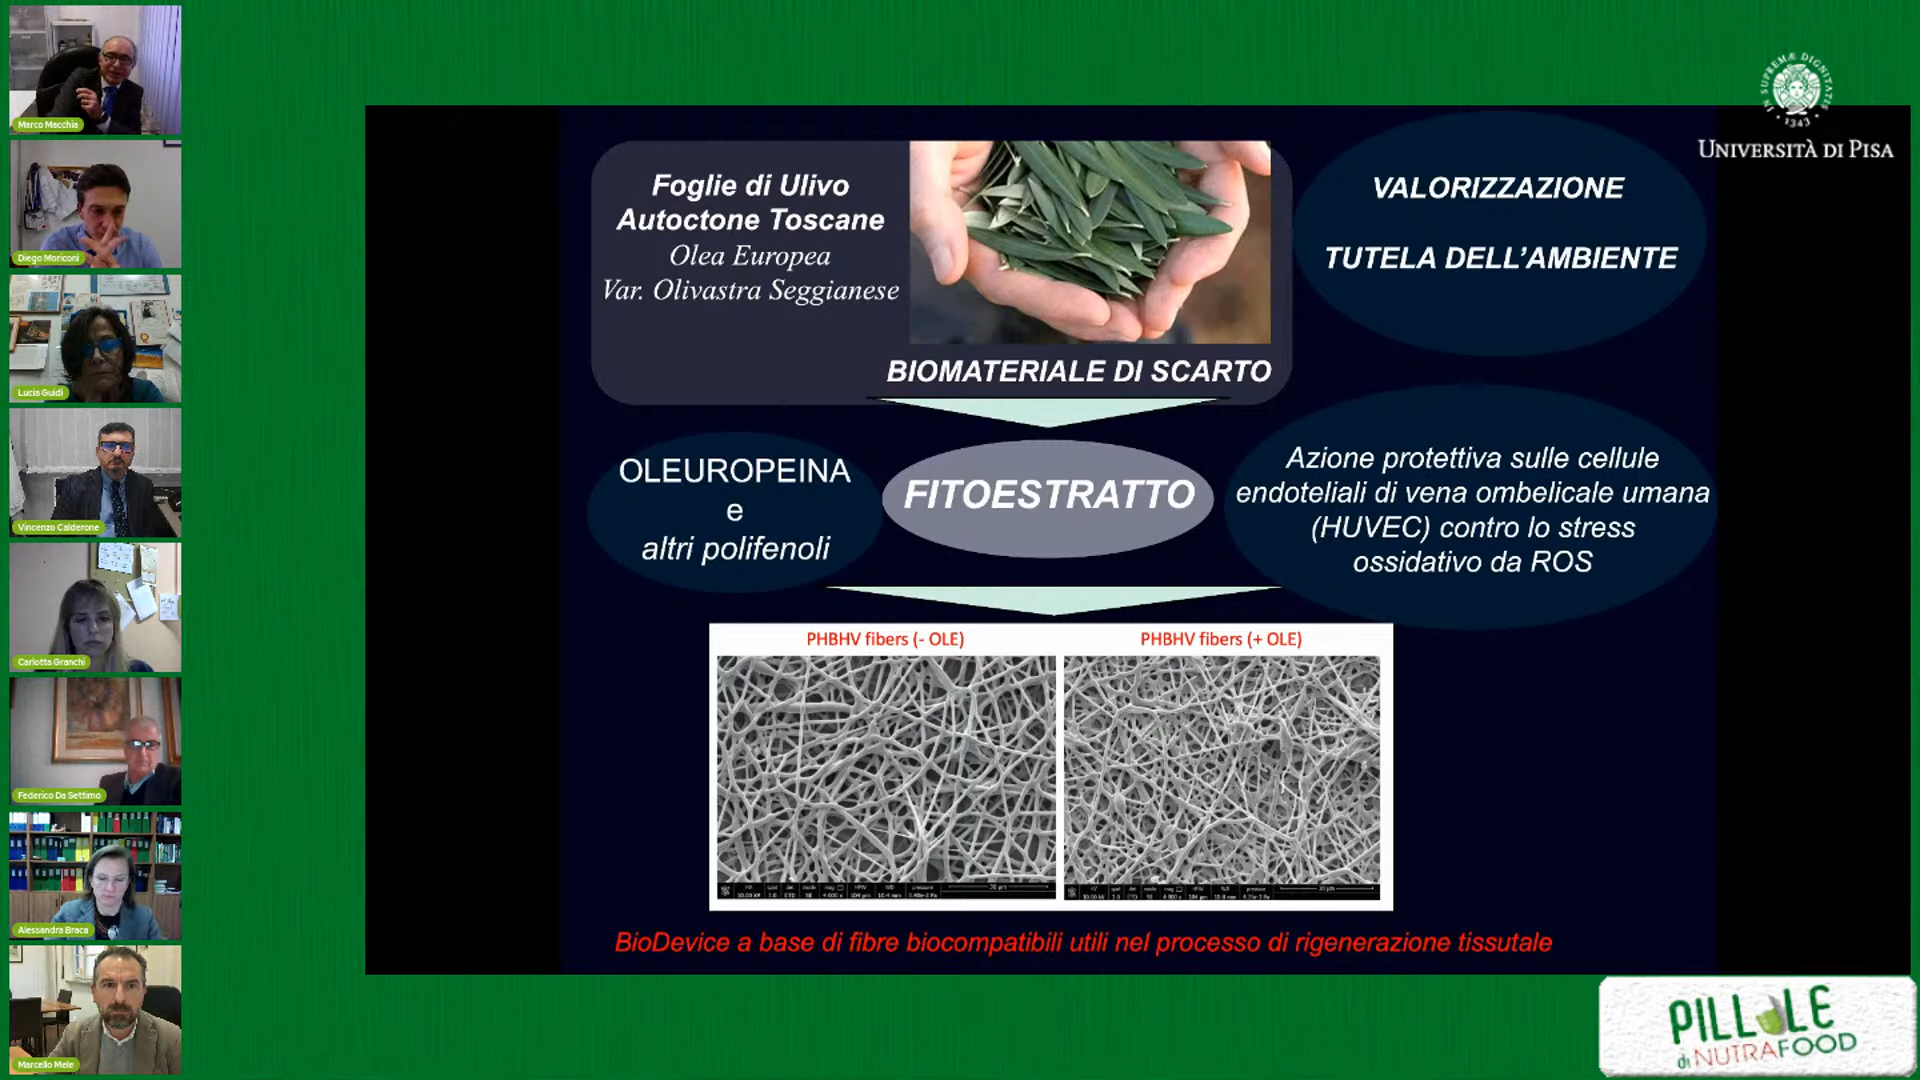 Marco Macchia
Diego Moriconi
Lucia Guidi
Vincenzo Calderone
Carlotta Granchi
Federico Da Settimo
Alessandra Braca
Marcello Mele
IN SUPREMÆ DIGNITATIS
1343
UNIVERSITÀ DI PISA
Foglie di Ulivo
Autoctone Toscane
Olea Europea
Var. Olivastra Seggianese
BIOMATERIALE DI SCARTO
VALORIZZAZIONE
TUTELA DELL'AMBIENTE
OLEUROPEINA
e
altri polifenoli
FITOESTRATTO
Azione protettiva sulle cellule
endoteliali di vena ombelicale umana
(HUVEC) contro lo stress
ossidativo da ROS
PHBHV fibers (- OLE)
PHBHV fibers (+ OLE)
BioDevice a base di fibre biocompatibili utili nel processo di rigenerazione tissutale
PILLOLE
di NUTRAFOOD